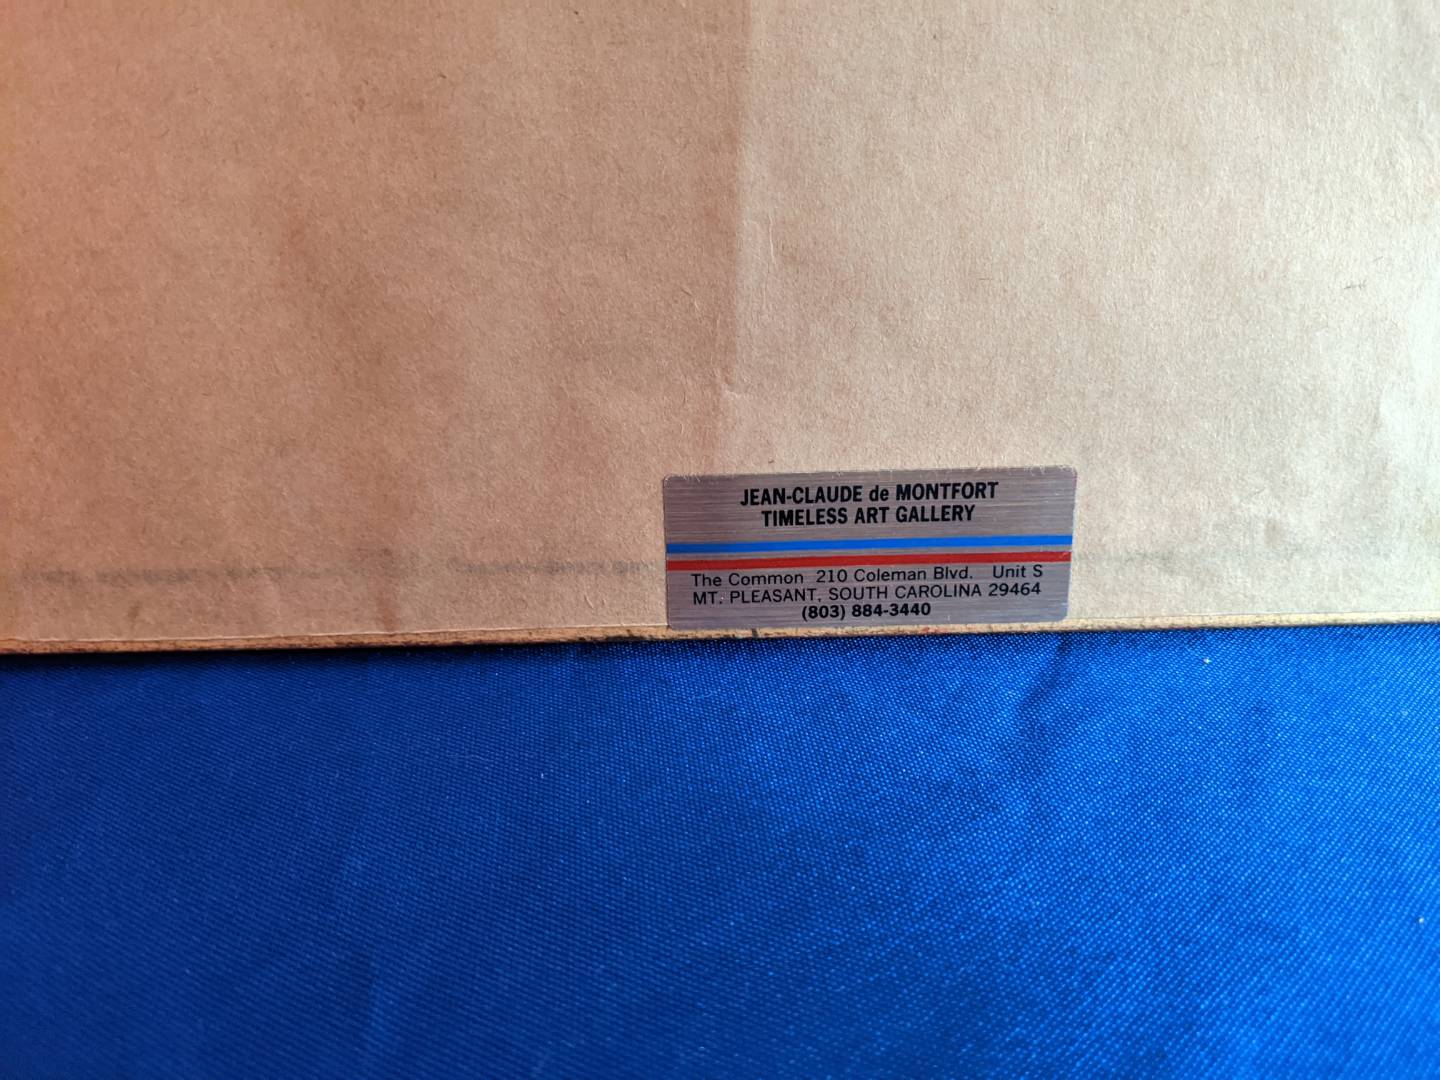 JEAN-CLAUDE de MONTFORT
TIMELESS ART GALLERY
The Common 210 Coleman Blvd. Unit S
MT. PLEASANT, SOUTH CAROLINA 29464
(803) 884-3440